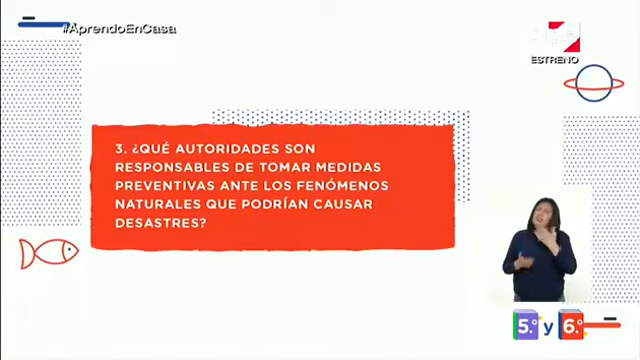 #AprendoEnCasa
ESTRENO
3. ¿QUÉ AUTORIDADES SON
RESPONSABLES DE TOMAR MEDIDAS
PREVENTIVAS ANTE LOS FENÓMENOS
NATURALES QUE PODRÍAN CAUSAR
DESASTRES?
5.º y 6.º